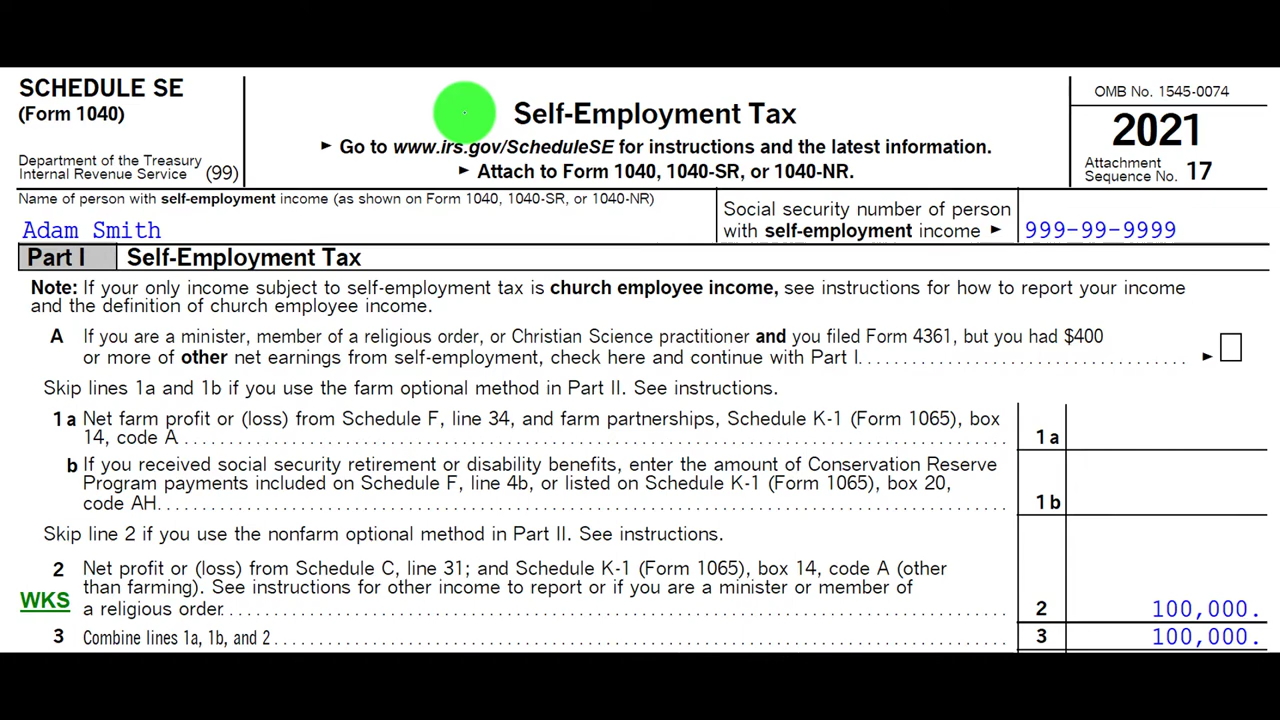 SCHEDULE SE
(Form 1040)
Department of the Treasury
Internal Revenue Service (99)
Self-Employment Tax
► Go to www.irs.gov/ScheduleSE for instructions and the latest information.
► Attach to Form 1040, 1040-SR, or 1040-NR.
OMB No. 1545-0074
2021
Attachment
Sequence No. 17
Name of person with self-employment income (as shown on Form 1040, 1040-SR, or 1040-NR)
Adam Smith
Social security number of person
with self-employment income ►
999-99-9999
Part I Self-Employment Tax
Note: If your only income subject to self-employment tax is church employee income, see instructions for how to report your income
and the definition of church employee income.
A If you are a minister, member of a religious order, or Christian Science practitioner and you filed Form 4361, but you had $400
or more of other net earnings from self-employment, check here and continue with Part I. ►
Skip lines 1a and 1b if you use the farm optional method in Part II. See instructions.
1a Net farm profit or (loss) from Schedule F, line 34, and farm partnerships, Schedule K-1 (Form 1065), box
14, code A 1a
b If you received social security retirement or disability benefits, enter the amount of Conservation Reserve
Program payments included on Schedule F, line 4b, or listed on Schedule K-1 (Form 1065), box 20,
code AH. 1b
Skip line 2 if you use the nonfarm optional method in Part II. See instructions.
2 Net profit or (loss) from Schedule C, line 31; and Schedule K-1 (Form 1065), box 14, code A (other
than farming). See instructions for other income to report or if you are a minister or member of
WKS a religious order. 2 100,000.
3 Combine lines 1a, 1b, and 2 3 100,000.